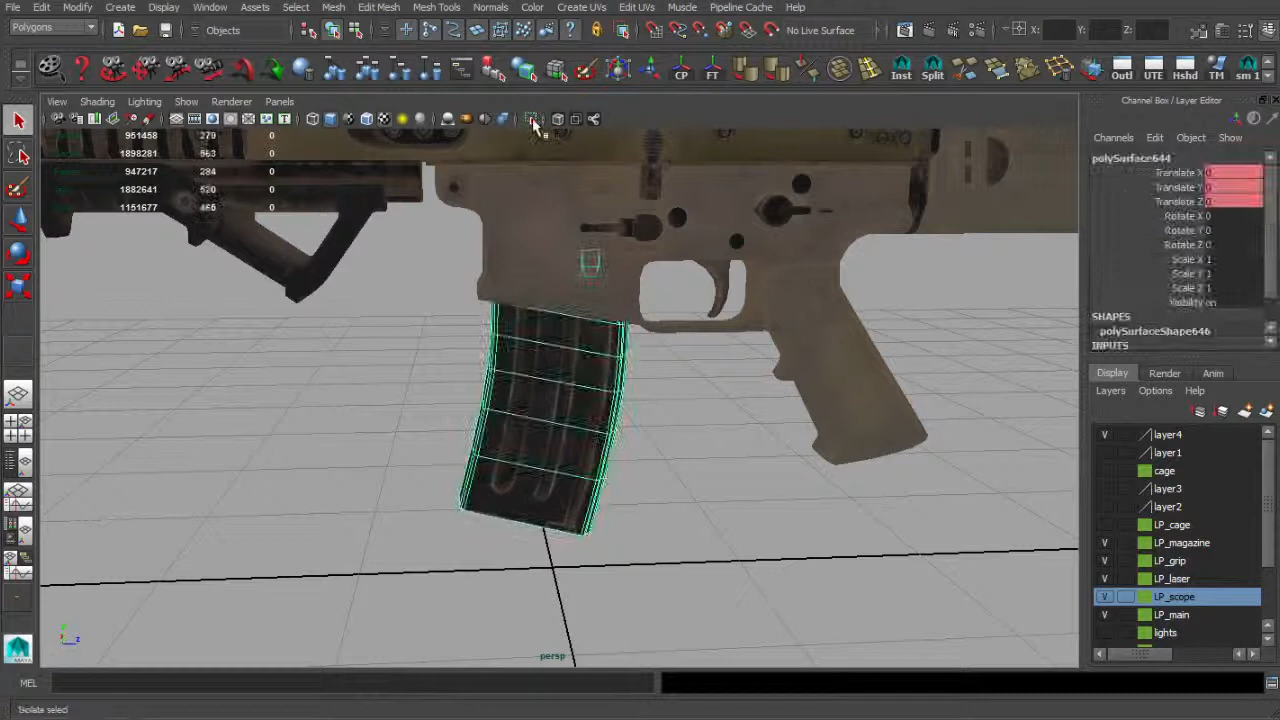 File Edit Modify Create Display Window Assets Select Mesh Edit Mesh Mesh Tools Normals Color Create UVs Edit UVs Muscle Pipeline Cache Help
Polygons Objects No Live Surface X: Y: Z:
CP FT Inst Split Outl UTE Hshd TM sm 1
View Shading Lighting Show Renderer Panels
Channel Box / Layer Editor
Channels Edit Object Show
951458 279 0
1898281 563 0
947217 284 0
1882641 520 0
1151677 466 0
polySurface644
Translate X 0
Translate Y 0
Translate Z 0
Rotate X 0
Rotate Y 0
Rotate Z 0
Scale X 1
Scale Y 1
Scale Z 1
Visibility on
SHAPES
polySurfaceShape646
INPUTS
Display Render Anim
Layers Options Help
V layer4
layer1
cage
layer3
layer2
LP_cage
V LP_magazine
V LP_grip
V LP_laser
V LP_scope
V LP_main
lights
y
z
persp
MEL
Isolate selected